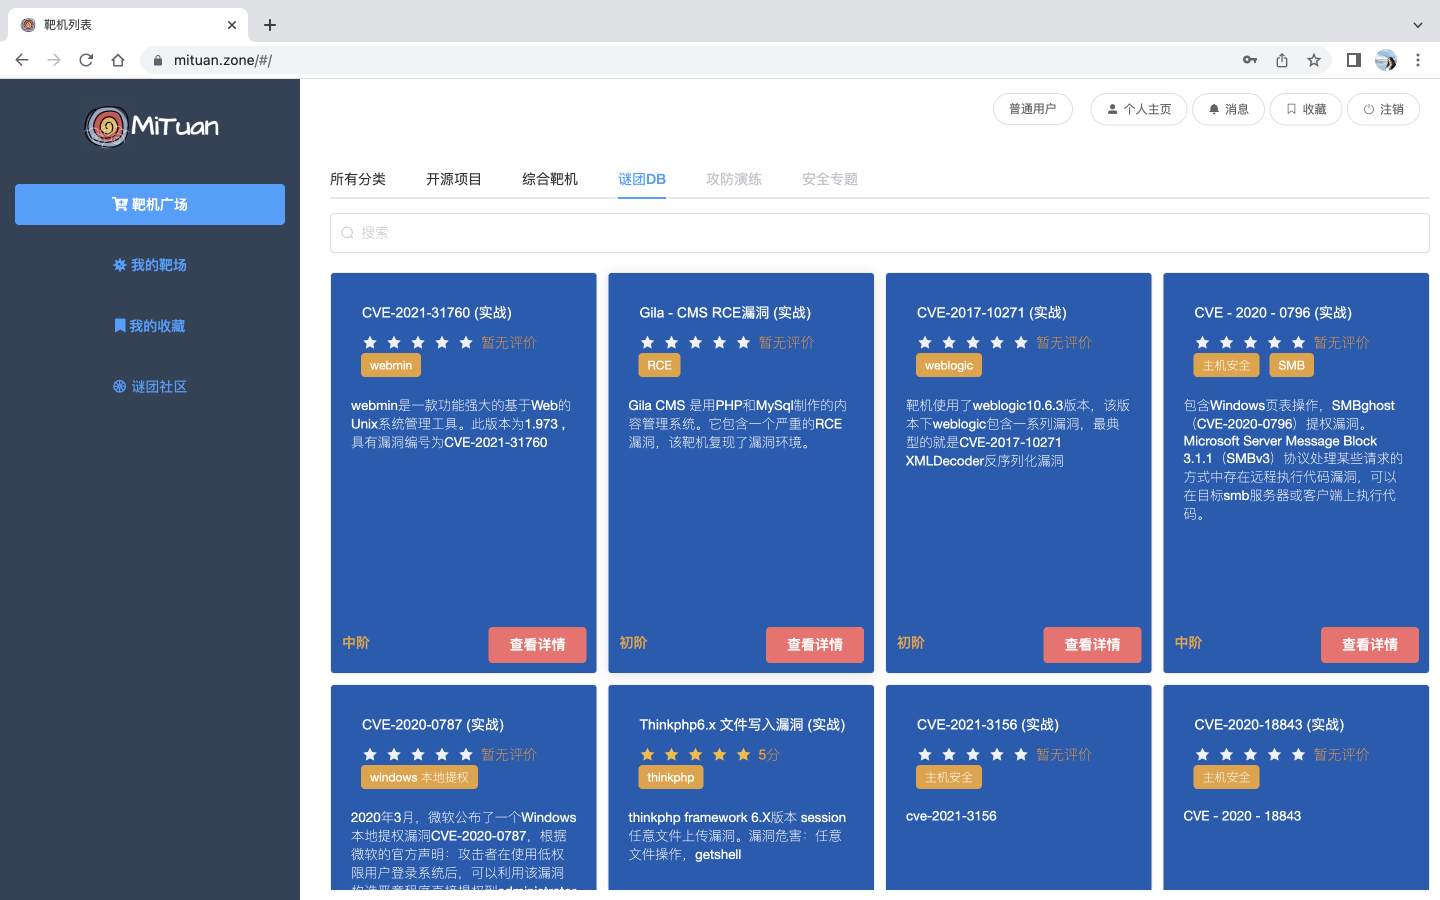 靶机列表
mituan.zone/#/
MiTuan
普通用户
个人主页
消息
收藏
注销
靶机广场
我的靶场
我的收藏
谜团社区
所有分类
开源项目
综合靶机
谜团DB
攻防演练
安全专题
搜索
CVE-2021-31760 (实战)
暂无评价
webmin
webmin是一款功能强大的基于Web的
Unix系统管理工具。此版本为1.973，
具有漏洞编号为CVE-2021-31760
中阶
查看详情
Gila - CMS RCE漏洞 (实战)
暂无评价
RCE
Gila CMS 是用PHP和MySql制作的内
容管理系统。它包含一个严重的RCE
漏洞，该靶机复现了漏洞环境。
初阶
查看详情
CVE-2017-10271 (实战)
暂无评价
weblogic
靶机使用了weblogic10.6.3版本，该版
本下weblogic包含一系列漏洞，最典
型的就是CVE-2017-10271
XMLDecoder反序列化漏洞
初阶
查看详情
CVE - 2020 - 0796 (实战)
暂无评价
主机安全
SMB
包含Windows页表操作，SMBghost
（CVE-2020-0796）提权漏洞。
Microsoft Server Message Block
3.1.1（SMBv3）协议处理某些请求的
方式中存在远程执行代码漏洞，可以
在目标smb服务器或客户端上执行代
码。
中阶
查看详情
CVE-2020-0787 (实战)
暂无评价
windows 本地提权
2020年3月，微软公布了一个Windows
本地提权漏洞CVE-2020-0787，根据
微软的官方声明：攻击者在使用低权
限用户登录系统后，可以利用该漏洞
构造恶意程序直接提权到administrator
Thinkphp6.x 文件写入漏洞 (实战)
5分
thinkphp
thinkphp framework 6.X版本 session
任意文件上传漏洞。漏洞危害：任意
文件操作，getshell
CVE-2021-3156 (实战)
暂无评价
主机安全
cve-2021-3156
CVE-2020-18843 (实战)
暂无评价
主机安全
CVE - 2020 - 18843